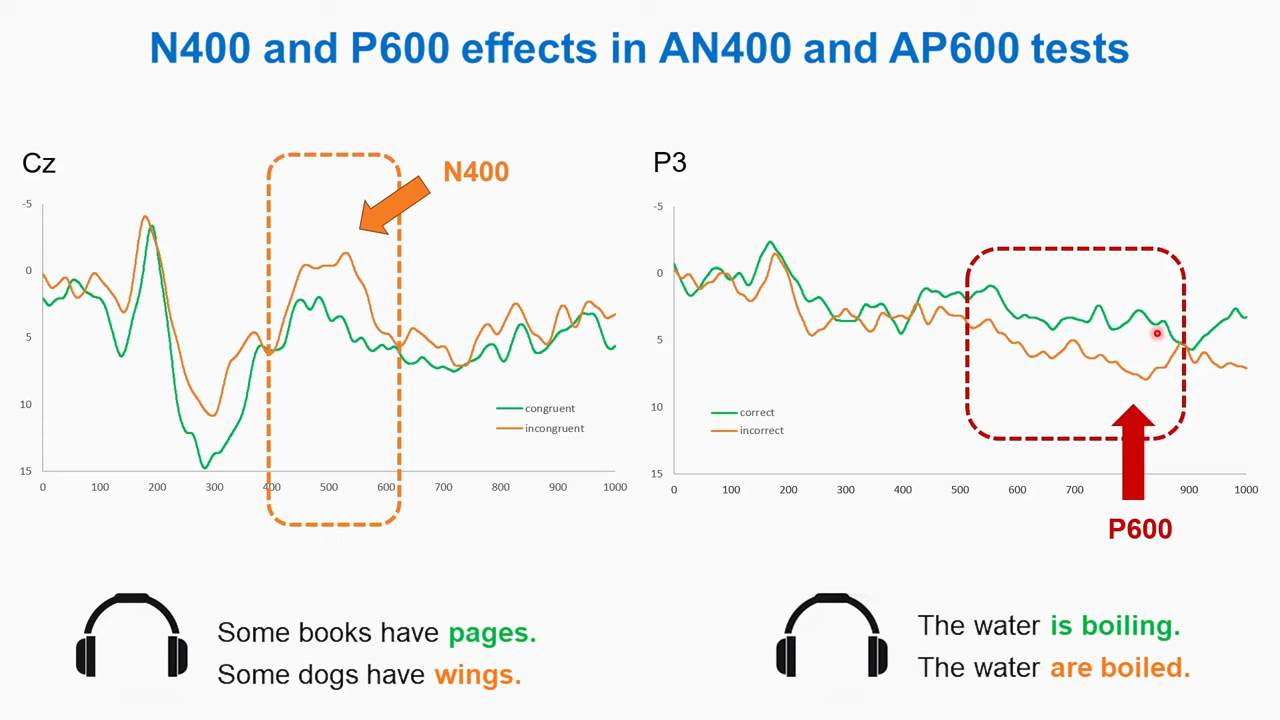 N400 and P600 effects in AN400 and AP600 tests
Cz
N400
-5
0
5
10
15
0 100 200 300 400 500 600 700 800 900 1000
congruent
incongruent
P3
-5
0
5
10
15
0 100 200 300 400 500 600 700 900 1000
correct
incorrect
P600
Some books have pages.
Some dogs have wings.
The water is boiling.
The water are boiled.